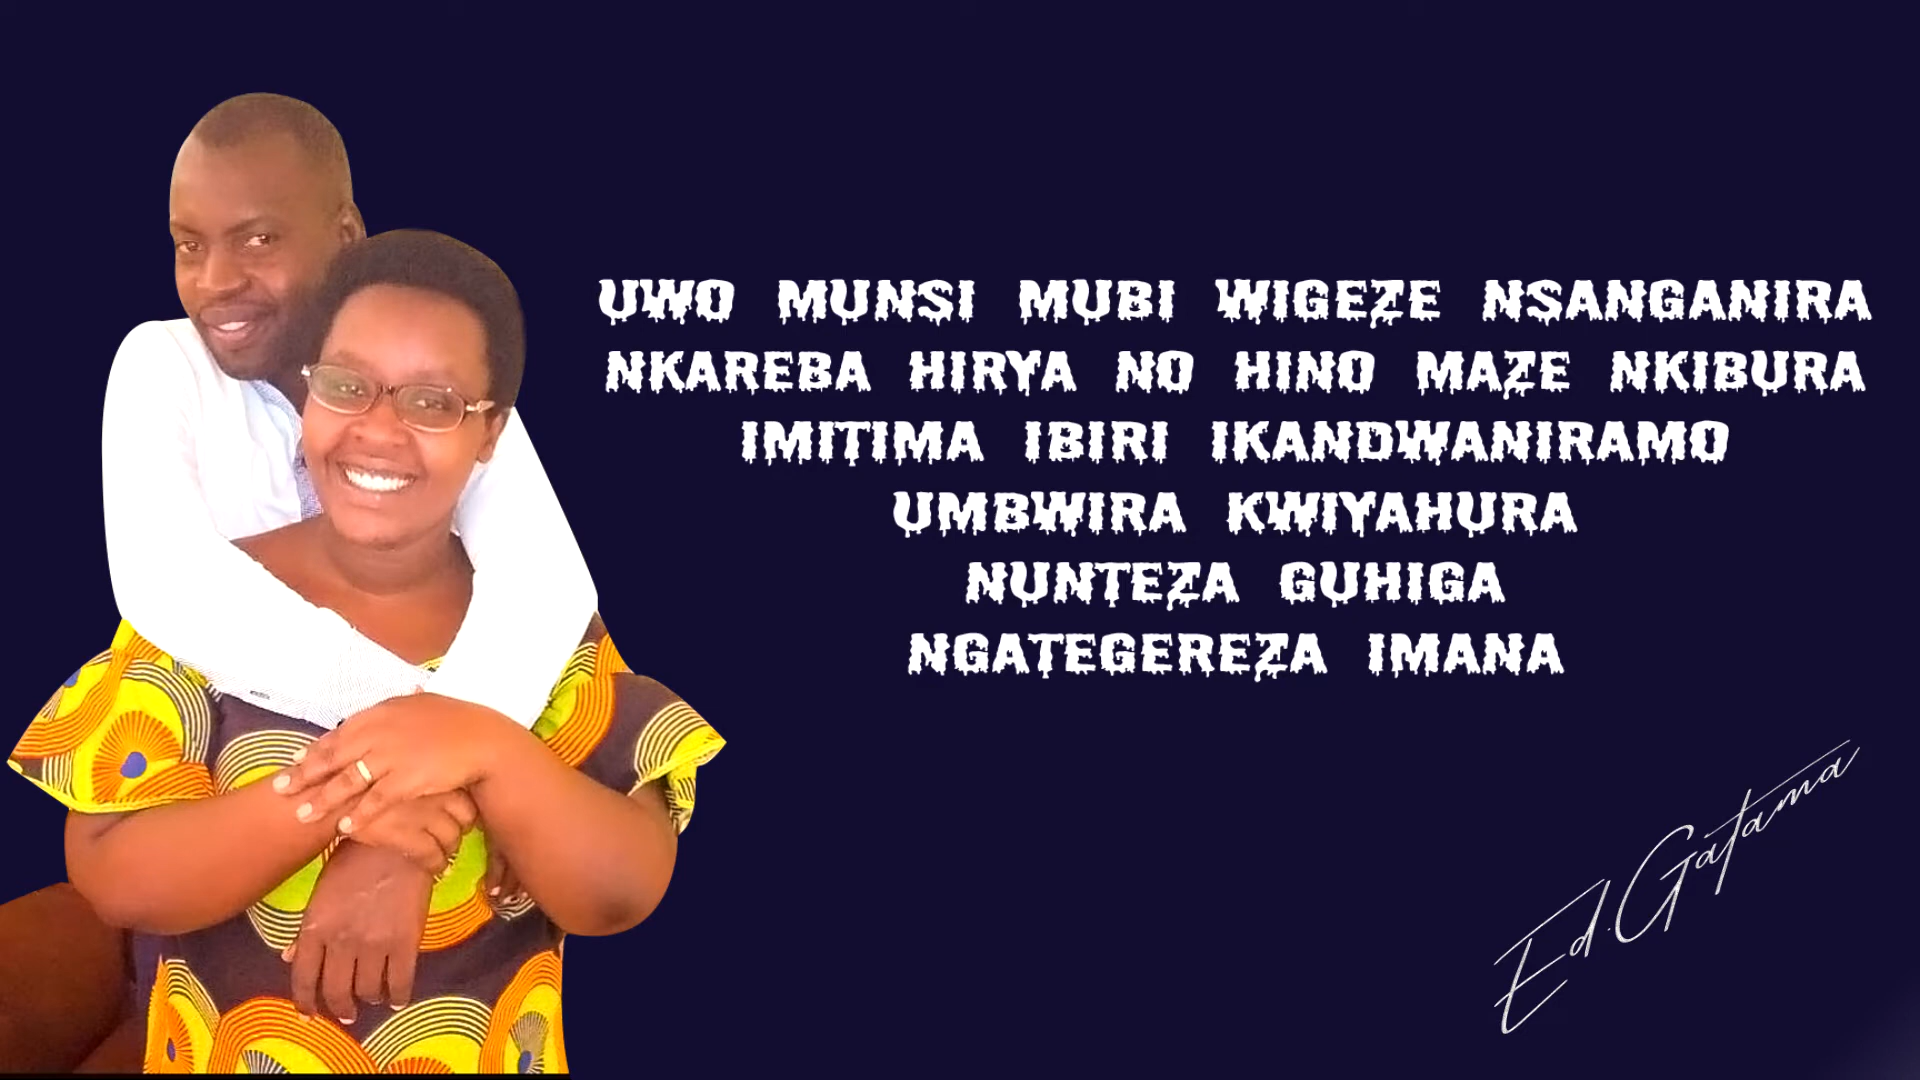 UWO MUNSI MUBI WIGEZE NSANGANIRA
NKAREBA HIRYA NO HINO MAZE NKIBURA
IMITIMA IBIRI IKANDWANIRAMO
UMBWIRA KWIYAHURA
NUNTEZA GUHIGA
NGATEGEREZA IMANA
Ed.Gatama